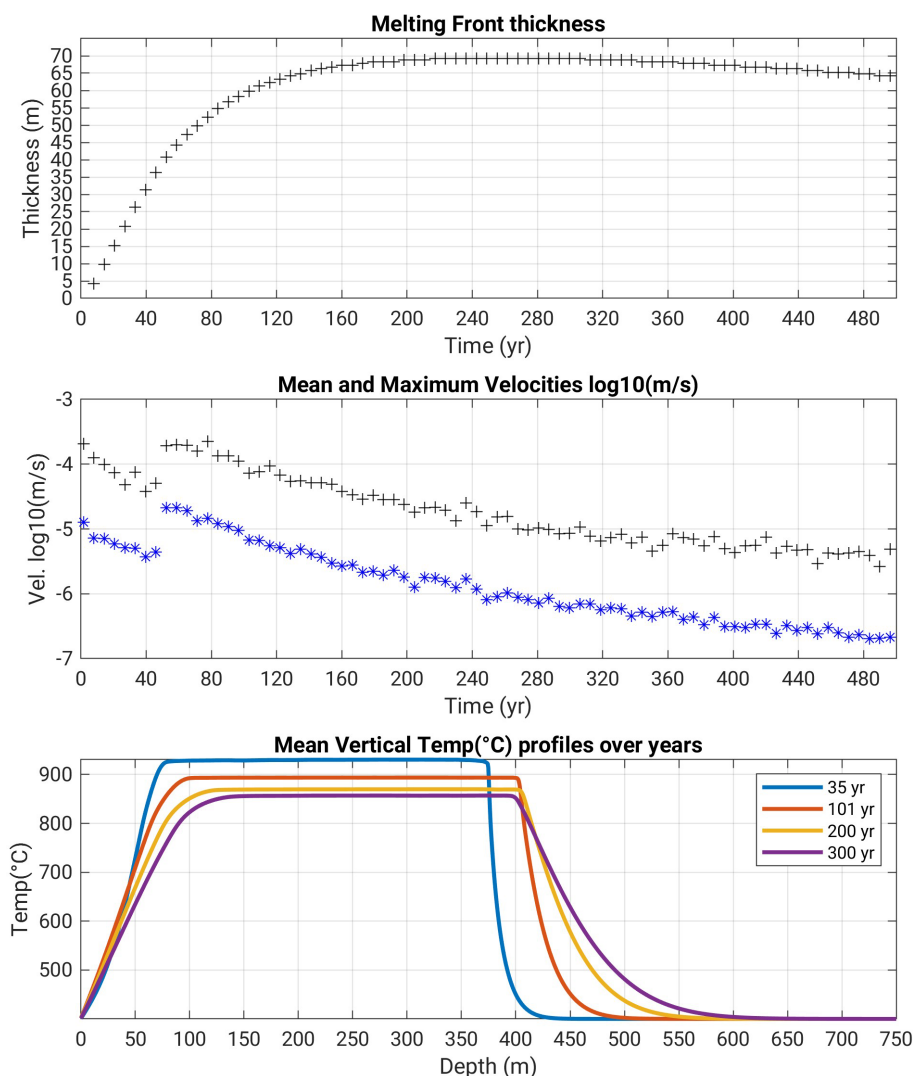 Melting Front thickness
Thickness (m)
70
65
60
55
50
45
40
35
30
25
20
15
10
5
0
0 40 80 120 160 200 240 280 320 360 400 440 480
Time (yr)
Mean and Maximum Velocities log10(m/s)
Vel. log10(m/s)
-3
-4
-5
-6
-7
0 40 80 120 160 200 240 280 320 360 400 440 480
Time (yr)
Mean Vertical Temp(°C) profiles over years
Temp(°C)
900
800
700
600
500
35 yr
101 yr
200 yr
300 yr
0 50 100 150 200 250 300 350 400 450 500 550 600 650 700 750
Depth (m)